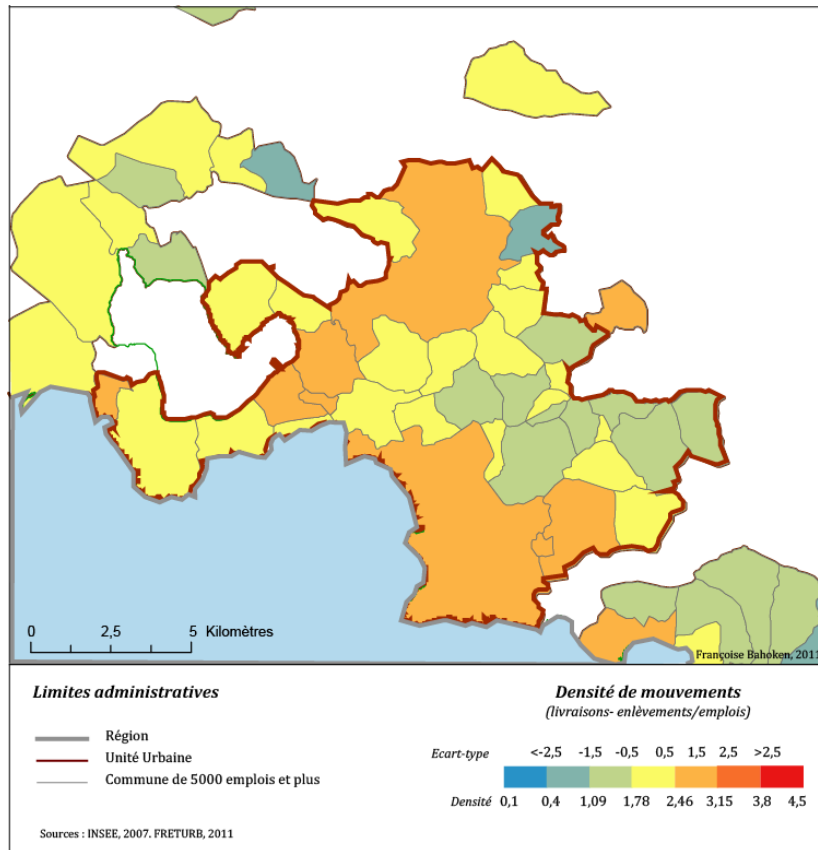 0 2,5 5 Kilomètres
Françoise Bahoken, 2011
Limites administratives
Région
Unité Urbaine
Commune de 5000 emplois et plus
Sources : INSEE, 2007. FRETURB, 2011
Densité de mouvements
(livraisons- enlèvements/emplois)
Ecart-type <-2,5 -1,5 -0,5 0,5 1,5 2,5 >2,5
Densité 0,1 0,4 1,09 1,78 2,46 3,15 3,8 4,5